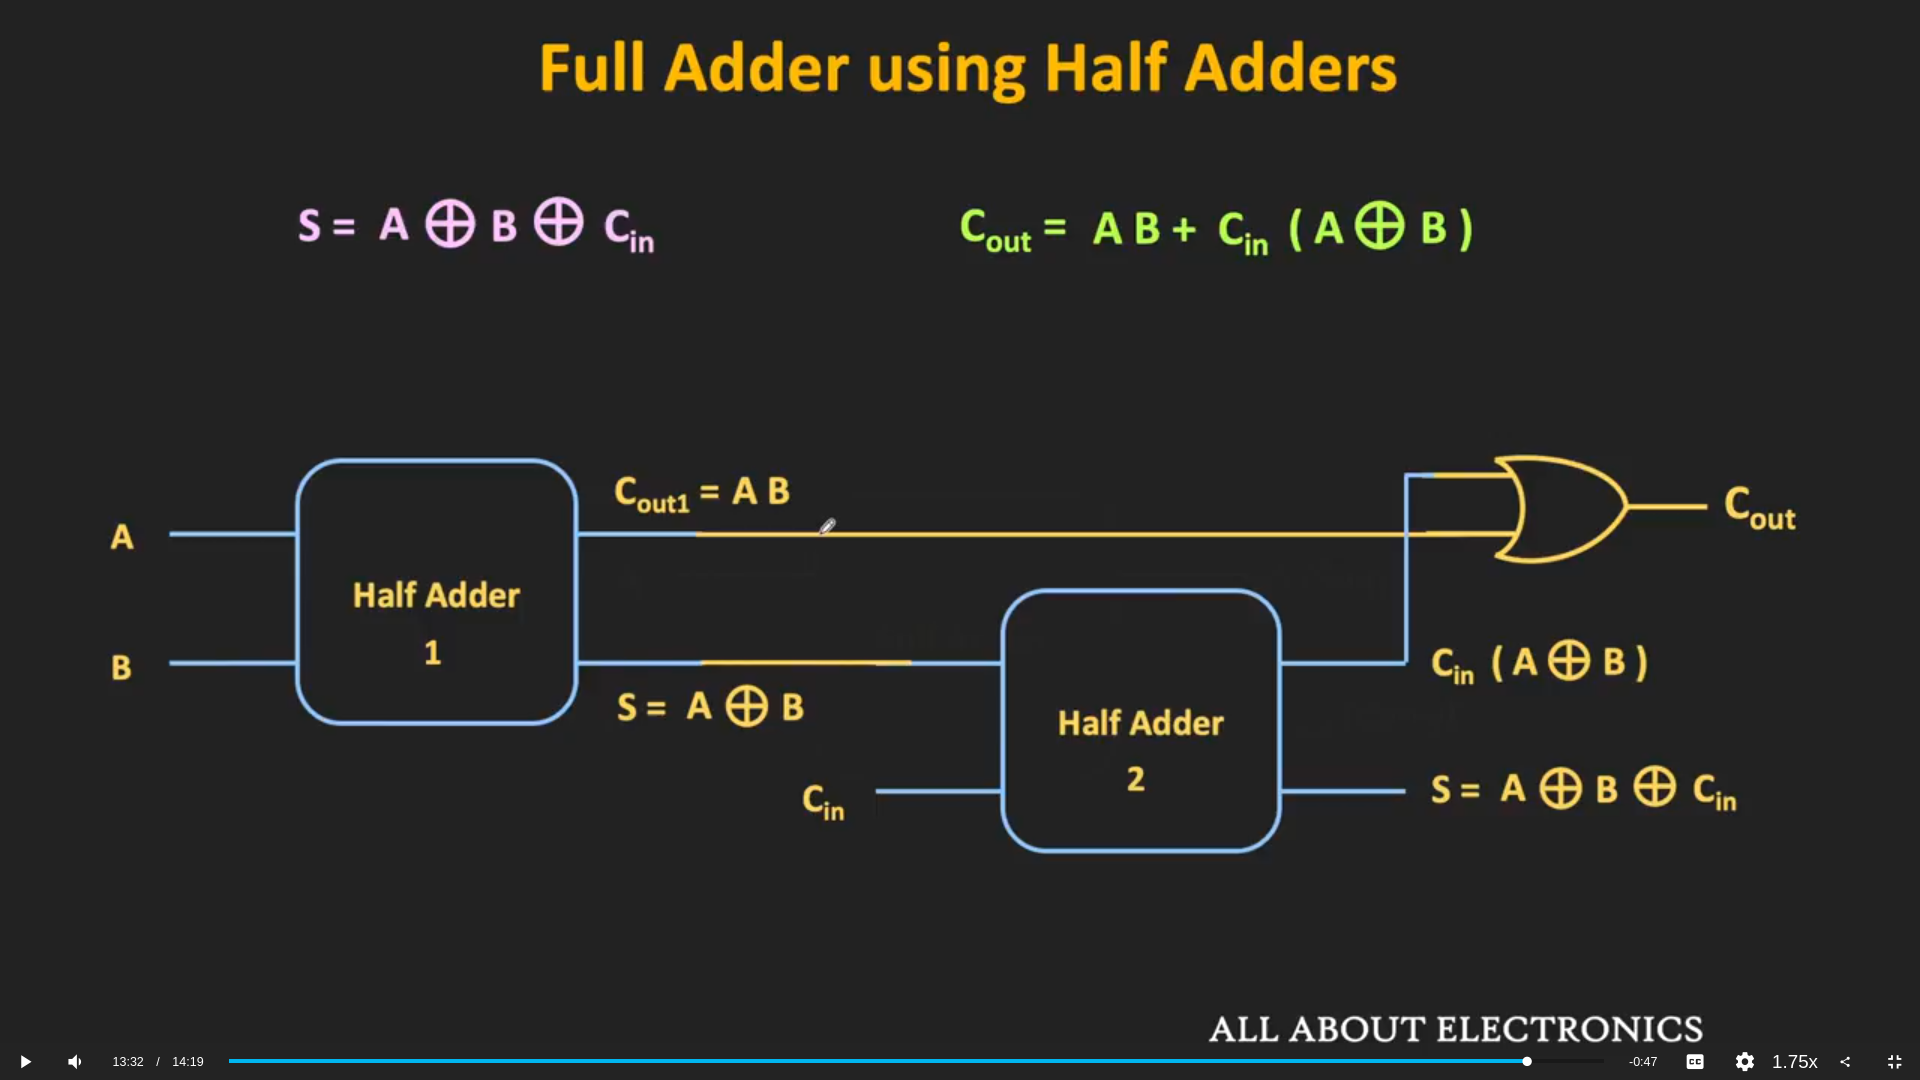 Full Adder using Half Adders
S = A ⊕ B ⊕ Cin
Cout = A B + Cin ( A ⊕ B )
Cout1 = A B
A
Cout
Half Adder
1
B
S = A ⊕ B
Cin ( A ⊕ B )
Half Adder
2
Cin
S = A ⊕ B ⊕ Cin
ALL ABOUT ELECTRONICS
13:32 / 14:19
-0:47
CC
1.75x